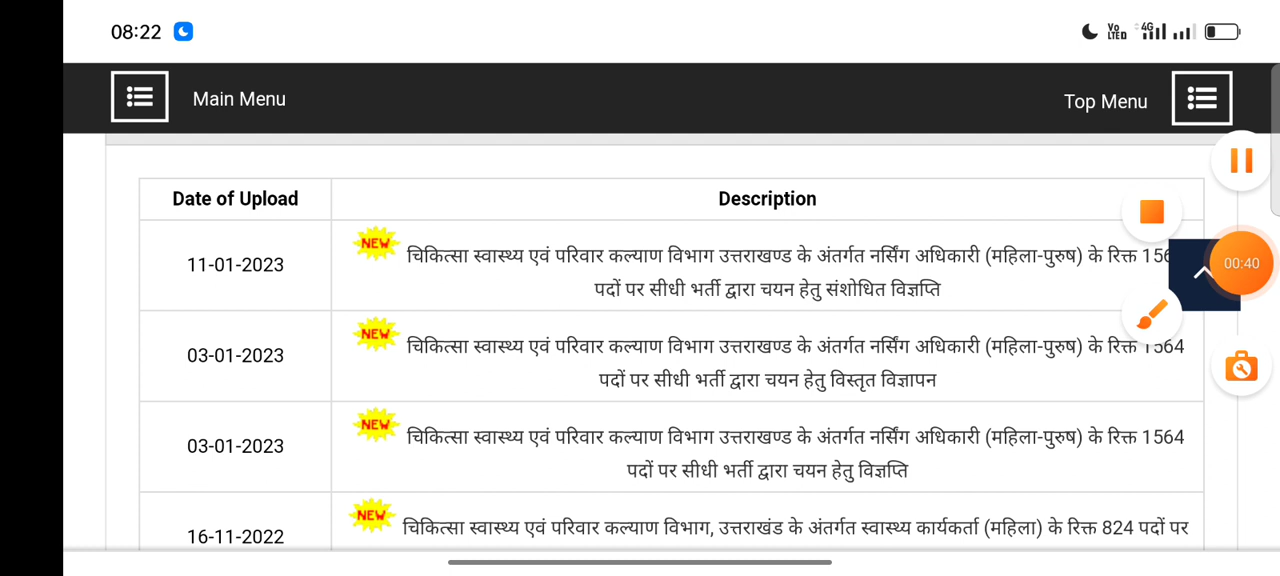 08:22
Vo LTE D 4G
Main Menu
Top Menu
Date of Upload
Description
11-01-2023
NEW
चिकित्सा स्वास्थ्य एवं परिवार कल्याण विभाग उत्तराखण्ड के अंतर्गत नर्सिंग अधिकारी (महिला-पुरुष) के रिक्त
पदों पर सीधी भर्ती द्वारा चयन हेतु संशोधित विज्ञप्ति
00:40
03-01-2023
NEW
चिकित्सा स्वास्थ्य एवं परिवार कल्याण विभाग उत्तराखण्ड के अंतर्गत नर्सिंग अधिकारी (महिला-पुरुष) के रिक्त 1564
पदों पर सीधी भर्ती द्वारा चयन हेतु विस्तृत विज्ञापन
03-01-2023
NEW
चिकित्सा स्वास्थ्य एवं परिवार कल्याण विभाग उत्तराखण्ड के अंतर्गत नर्सिंग अधिकारी (महिला-पुरुष) के रिक्त 1564
पदों पर सीधी भर्ती द्वारा चयन हेतु विज्ञप्ति
16-11-2022
NEW
चिकित्सा स्वास्थ्य एवं परिवार कल्याण विभाग, उत्तराखंड के अंतर्गत स्वास्थ्य कार्यकर्ता (महिला) के रिक्त 824 पदों पर